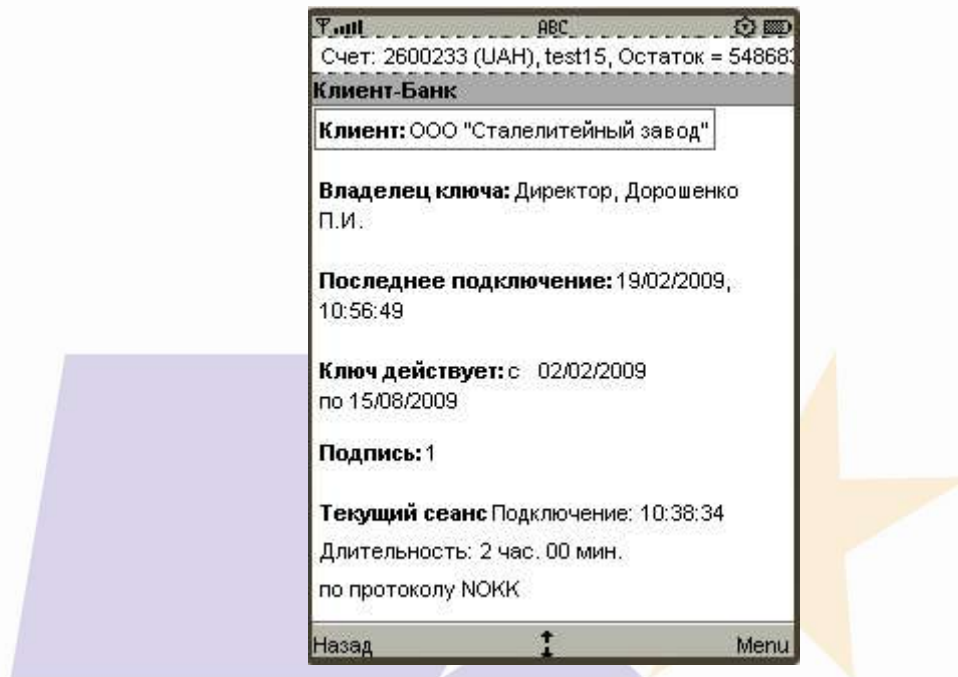 ABC
Счет: 2600233 (UAH), test15, Остаток = 548683
Клиент-Банк
Клиент: ООО "Сталелитейный завод"
Владелец ключа: Директор, Дорошенко
П.И.
Последнее подключение: 19/02/2009,
10:56:49
Ключ действует: с 02/02/2009
по 15/08/2009
Подпись: 1
Текущий сеанс Подключение: 10:38:34
Длительность: 2 час. 00 мин.
по протоколу NOKK
Назад Menu